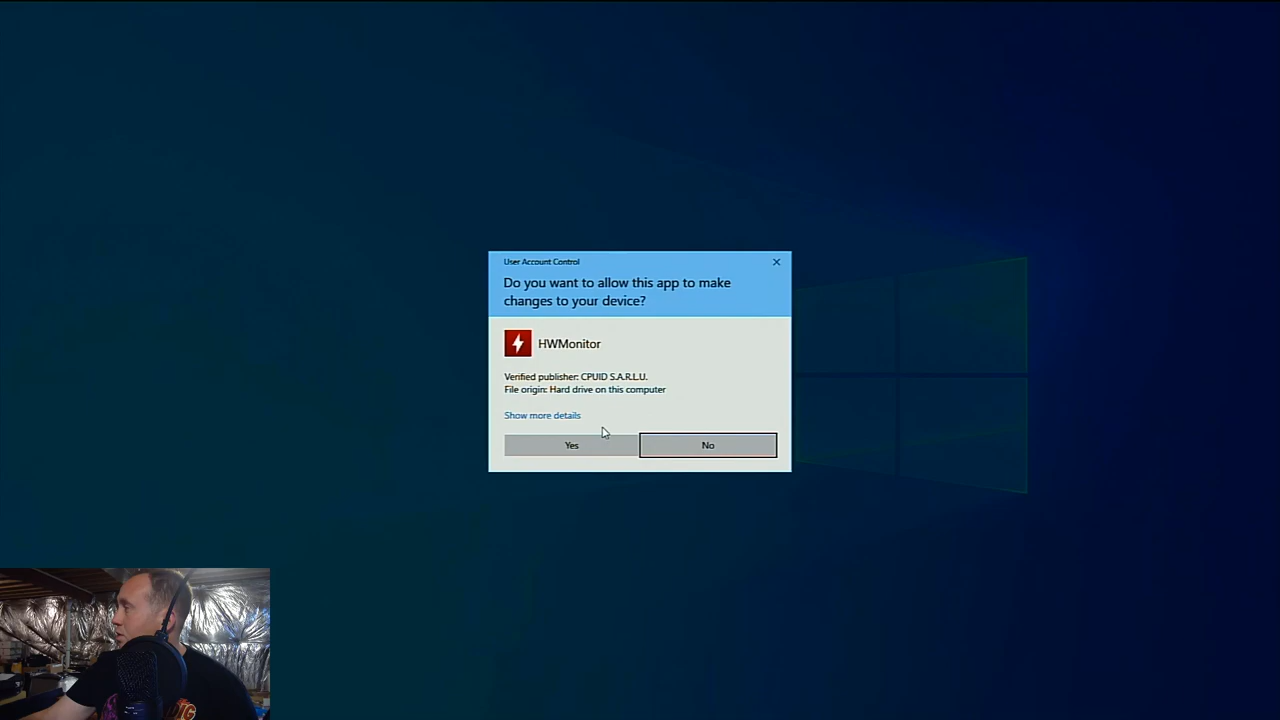 User Account Control
Do you want to allow this app to make
changes to your device?
HWMonitor
Verified publisher: CPUID S.A.R.L.U.
File origin: Hard drive on this computer
Show more details
Yes
No